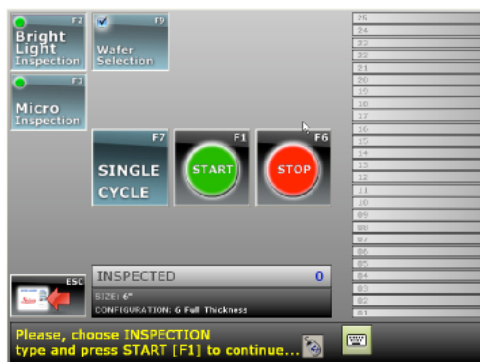 F2
Bright
Light
Inspection
F9
Wafer
Selection
F3
Micro
Inspection
F7
SINGLE
CYCLE
F1
START
F6
STOP
ESC
INSPECTED 0
SIZE: 6"
CONFIGURATION: G Full Thickness
Please, choose INSPECTION
type and press START [F1] to continue...
25
24
23
22
21
20
19
18
17
16
15
14
13
12
11
10
09
08
07
06
05
04
03
02
01